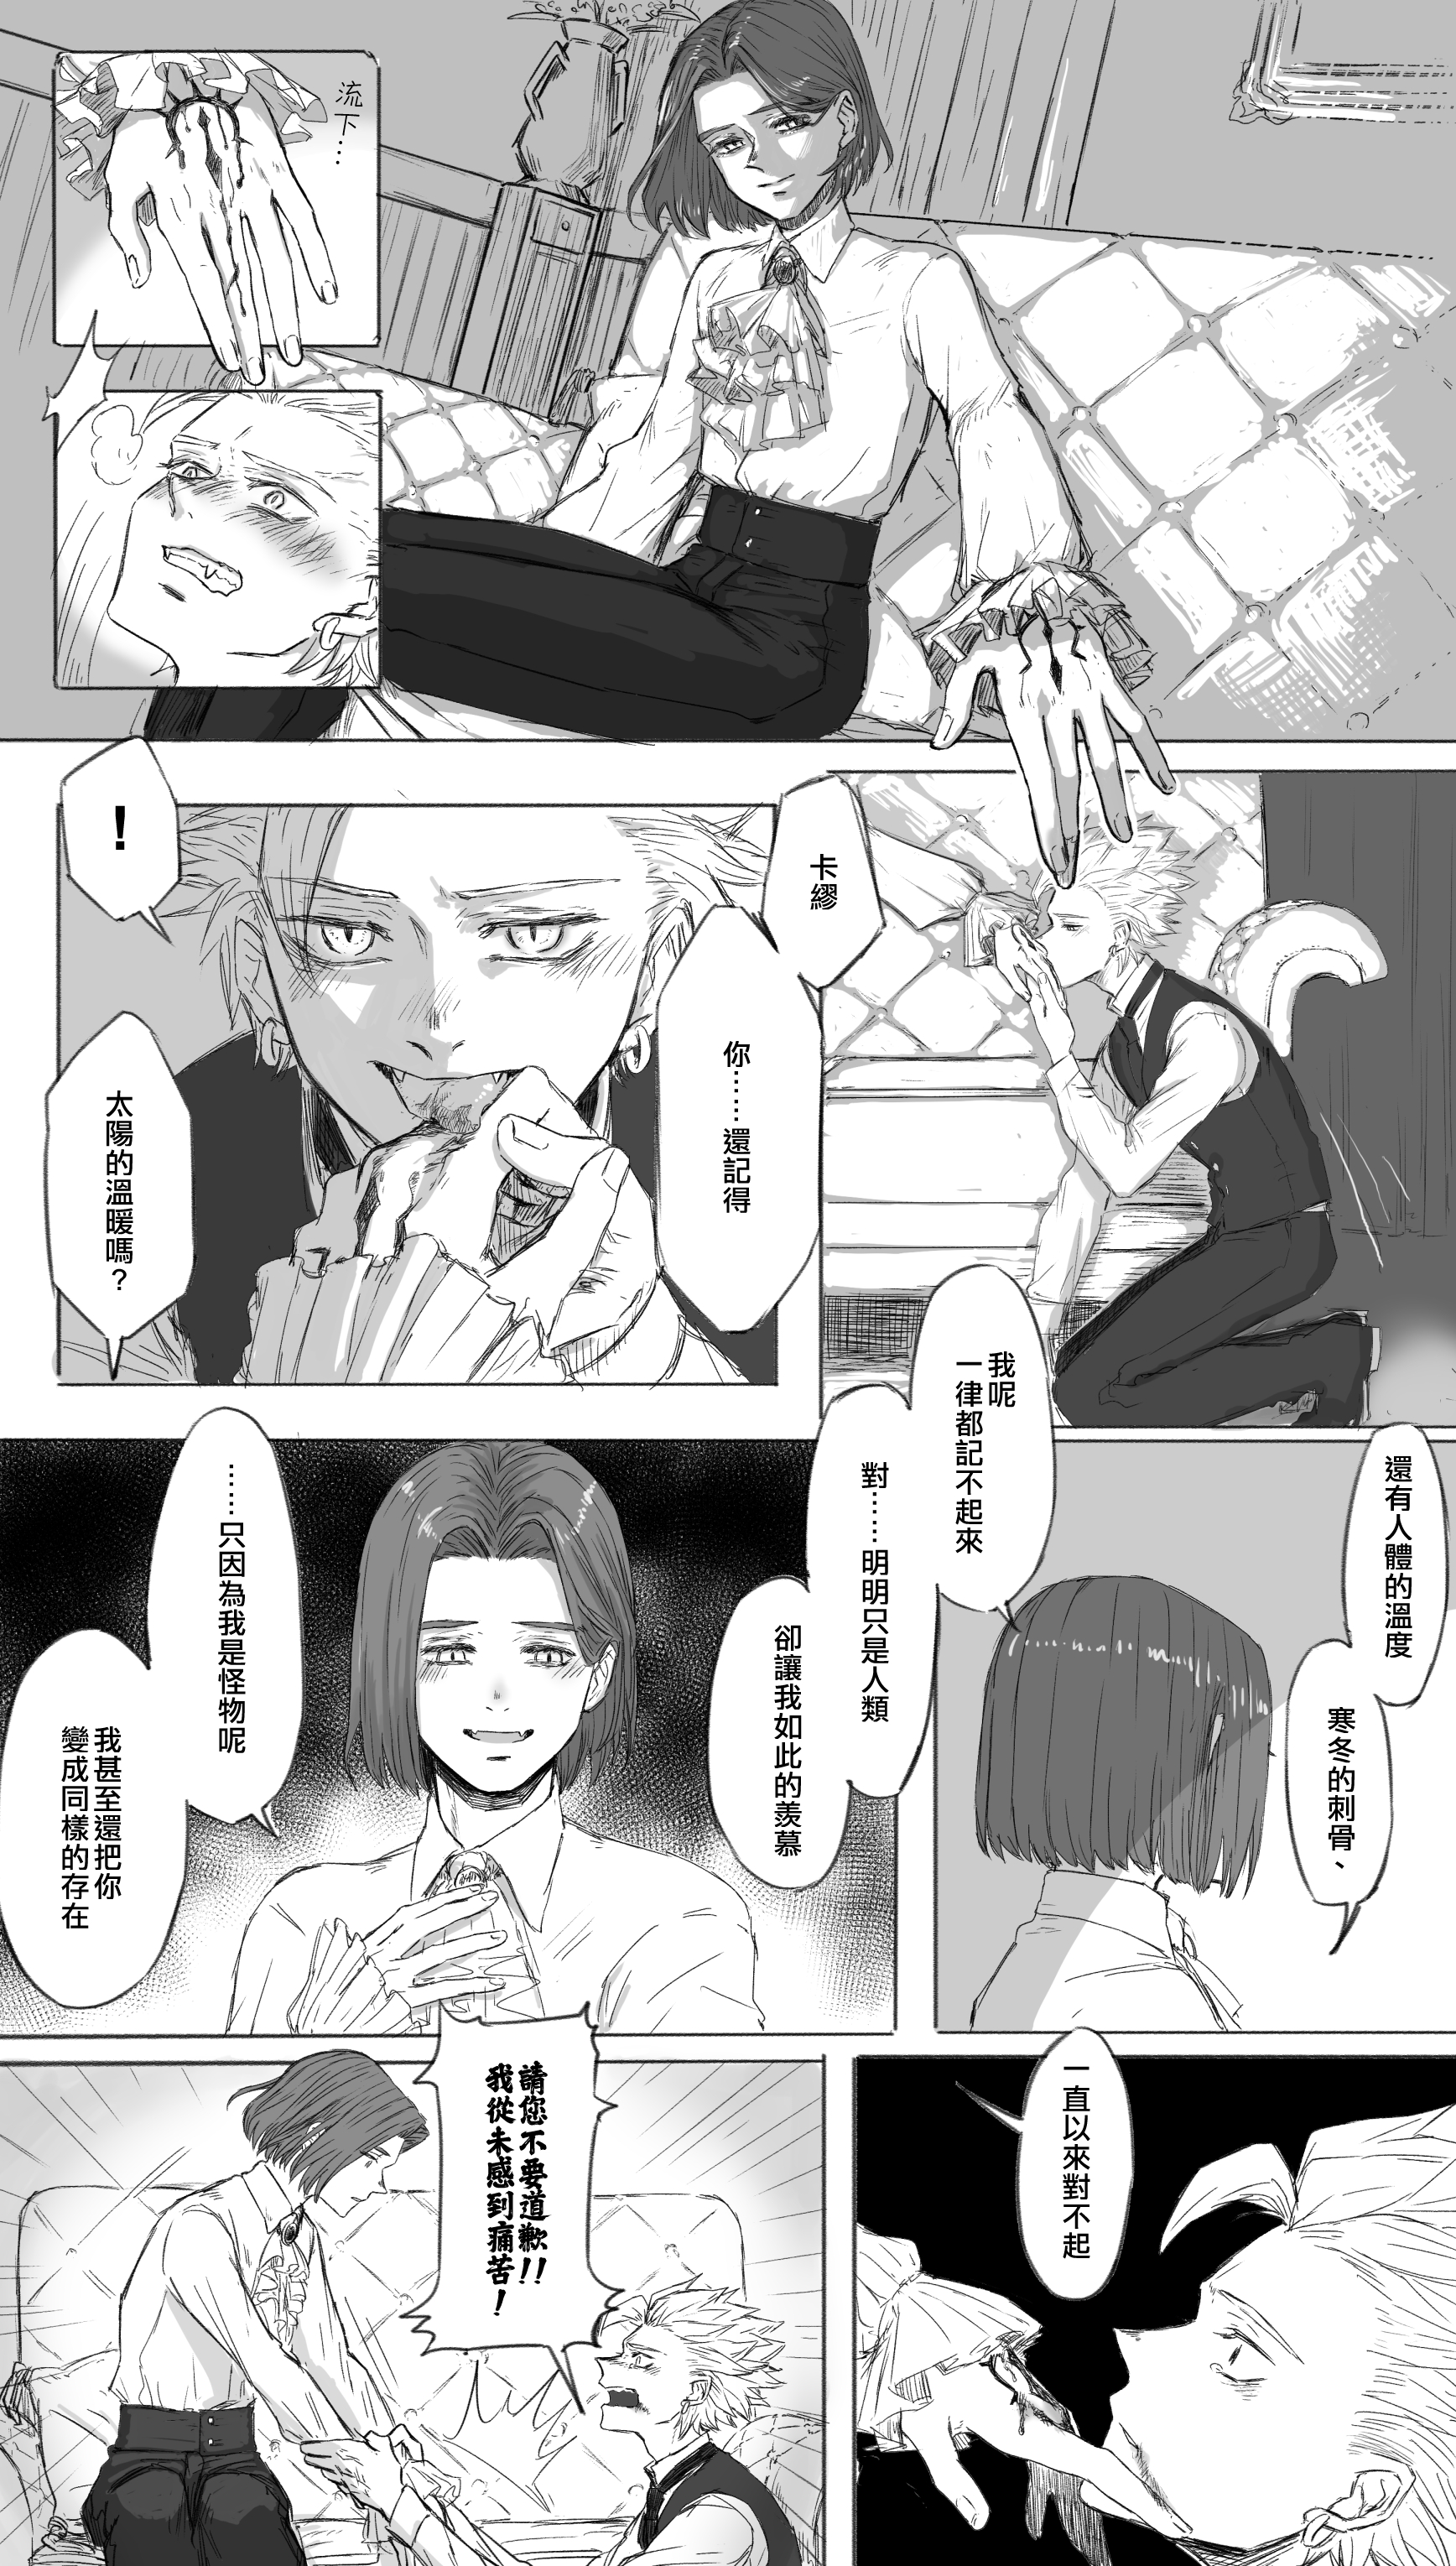 流下…
卡繆
你……還記得
！
太陽的溫暖嗎？
還有人體的溫度
寒冬的刺骨、
我呢
一律都記不起來
對……明明只是人類
卻讓我如此的羨慕
……只因為我是怪物呢
我甚至還把你
變成同樣的存在
一直以來對不起
請您不要道歉!!
我從未感到痛苦！